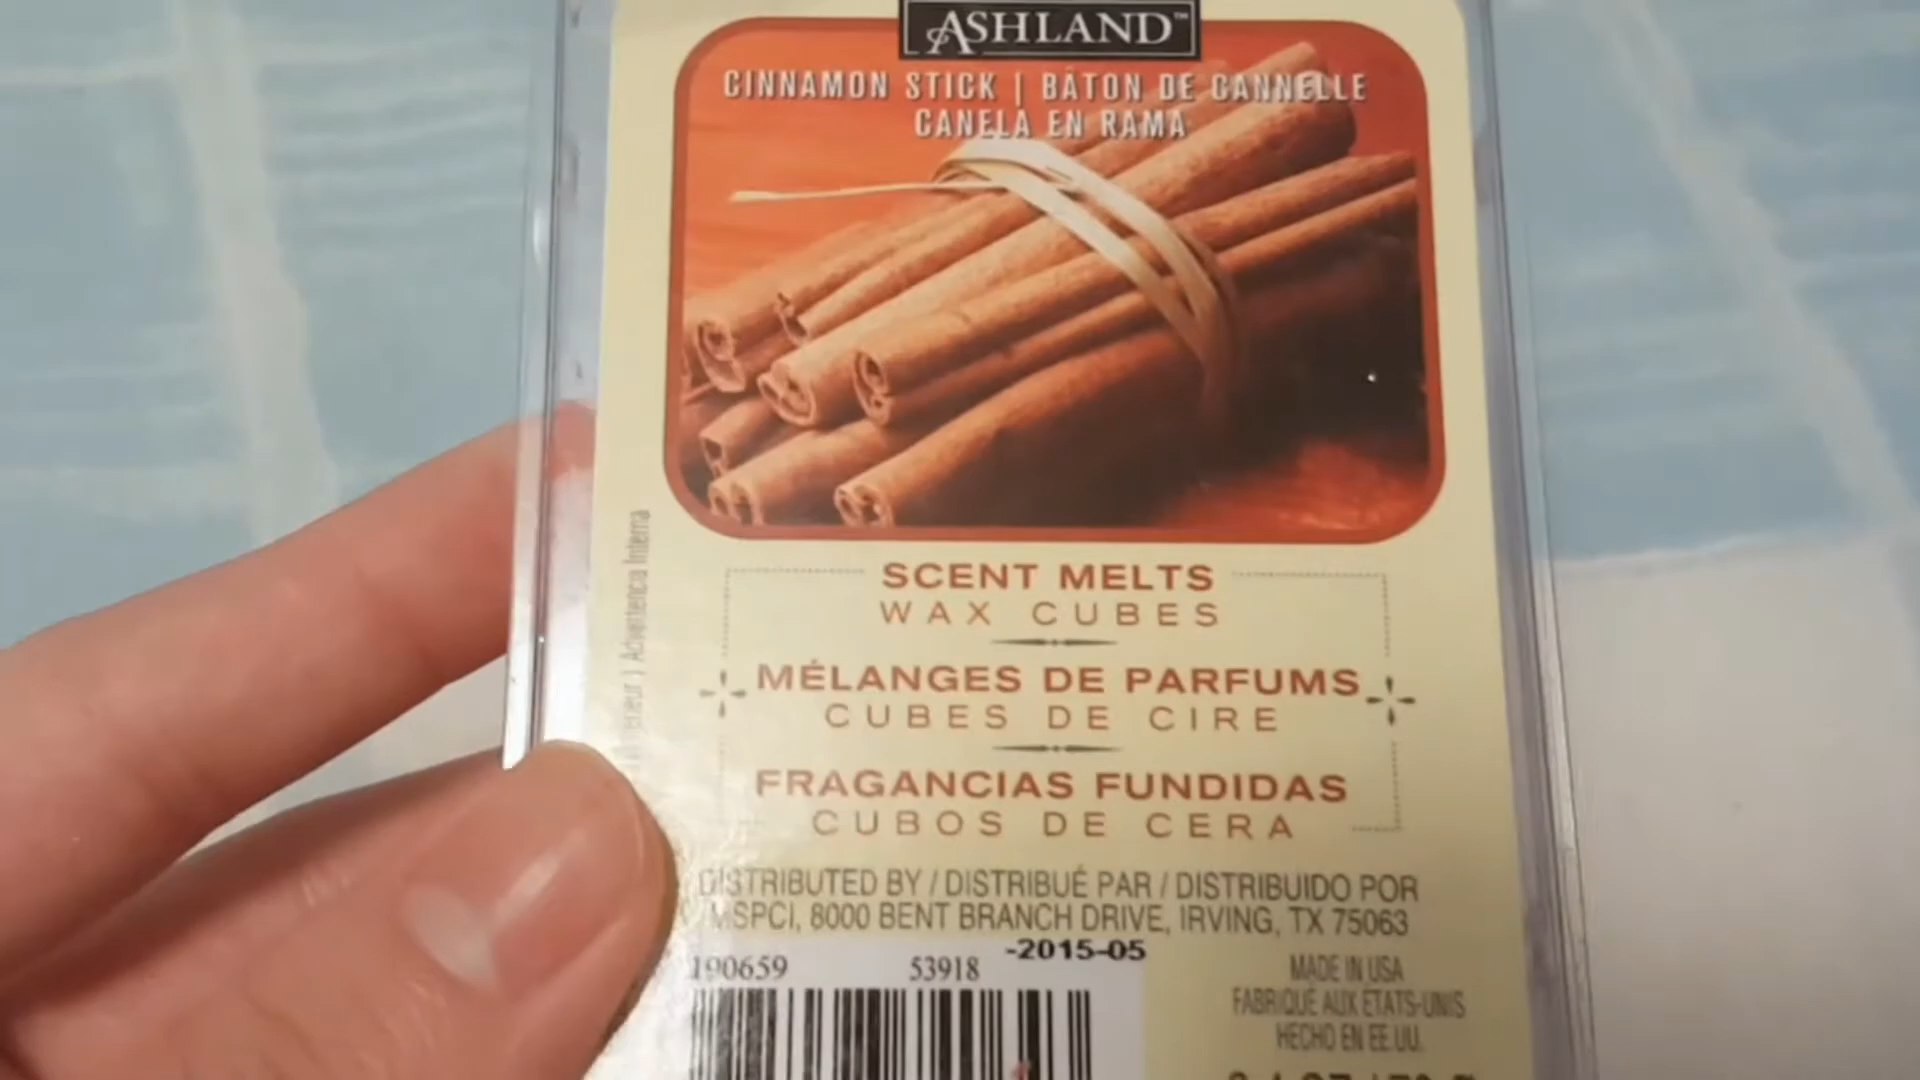 ASHLAND™
CINNAMON STICK | BÂTON DE CANNELLE
CANELA EN RAMA
SCENT MELTS
WAX CUBES
MÉLANGES DE PARFUMS
CUBES DE CIRE
FRAGANCIAS FUNDIDAS
CUBOS DE CERA
DISTRIBUTED BY / DISTRIBUÉ PAR / DISTRIBUIDO POR
MSPCI, 8000 BENT BRANCH DRIVE, IRVING, TX 75063
-2015-05
190659 53918
MADE IN USA
FABRIQUÉ AUX ÉTATS-UNIS
HECHO EN EE.UU.
| Advertencia Interna